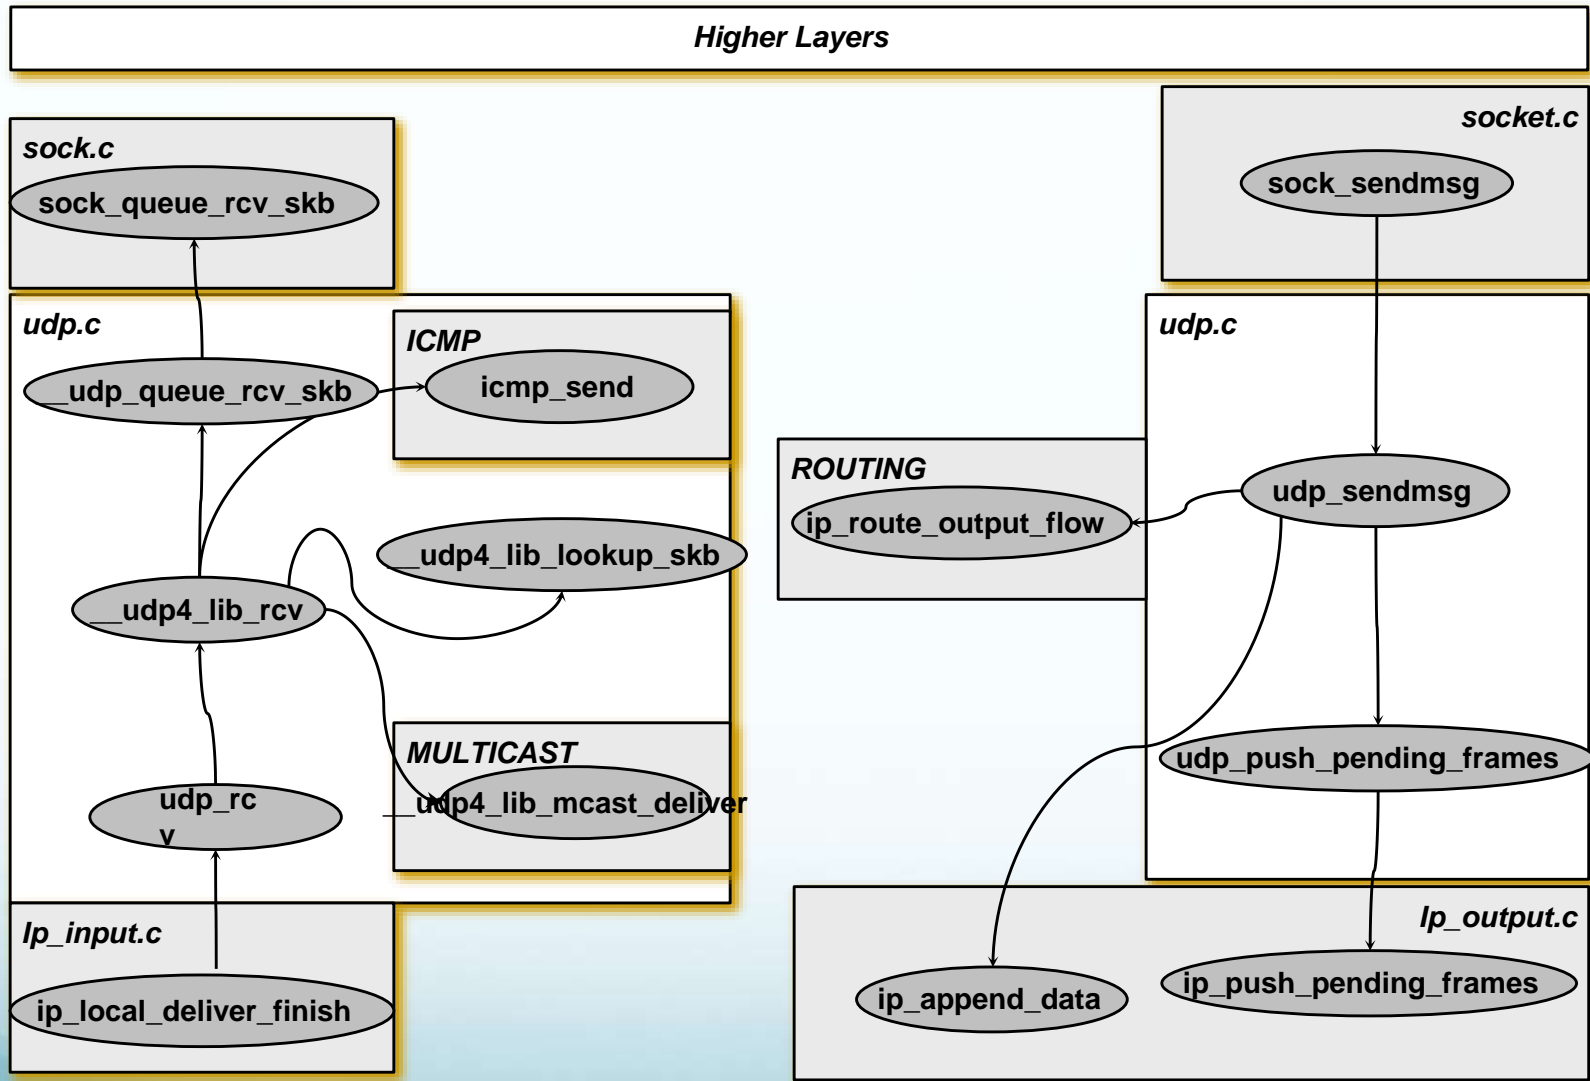 Higher Layers
socket.c
sock.c
sock_sendmsg
sock_queue_rcv_skb
udp.c
ICMP
udp.c
__udp_queue_rcv_skb
icmp_send
ROUTING
udp_sendmsg
ip_route_output_flow
__udp4_lib_lookup_skb
__udp4_lib_rcv
MULTICAST
udp_push_pending_frames
udp_rc
v
__udp4_lib_mcast_deliver
Ip_input.c
Ip_output.c
ip_local_deliver_finish
ip_append_data
ip_push_pending_frames